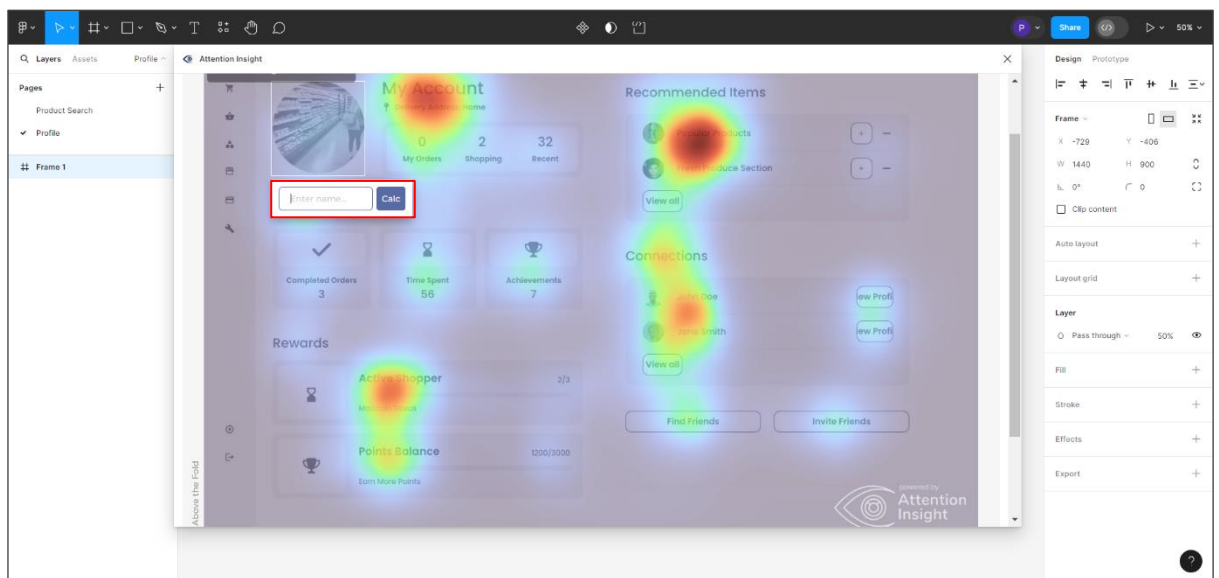 P
Share
50%
Layers Assets Profile
Attention Insight
Design Prototype
Pages
Product Search
Profile
Frame 1
My Account
Delivery Address Home
0 2 32
My Orders Shopping Recent
Enter name...
Calc
Completed Orders
3
Time Spent
56
Achievements
7
Rewards
Active Shopper
2/3
Points Balance
1200/3000
Earn More Points
Above the Fold
Recommended Items
Popular Products
Fresh Produce Section
View all
Connections
John Doe
ew Profi
Jane Smith
ew Profi
View all
Find Friends
Invite Friends
powered by
Attention
Insight
Frame
X -729 Y -406
W 1440 H 900
0° 0
Clip content
Auto layout
Layout grid
Layer
Pass through 50%
Fill
Stroke
Effects
Export
?